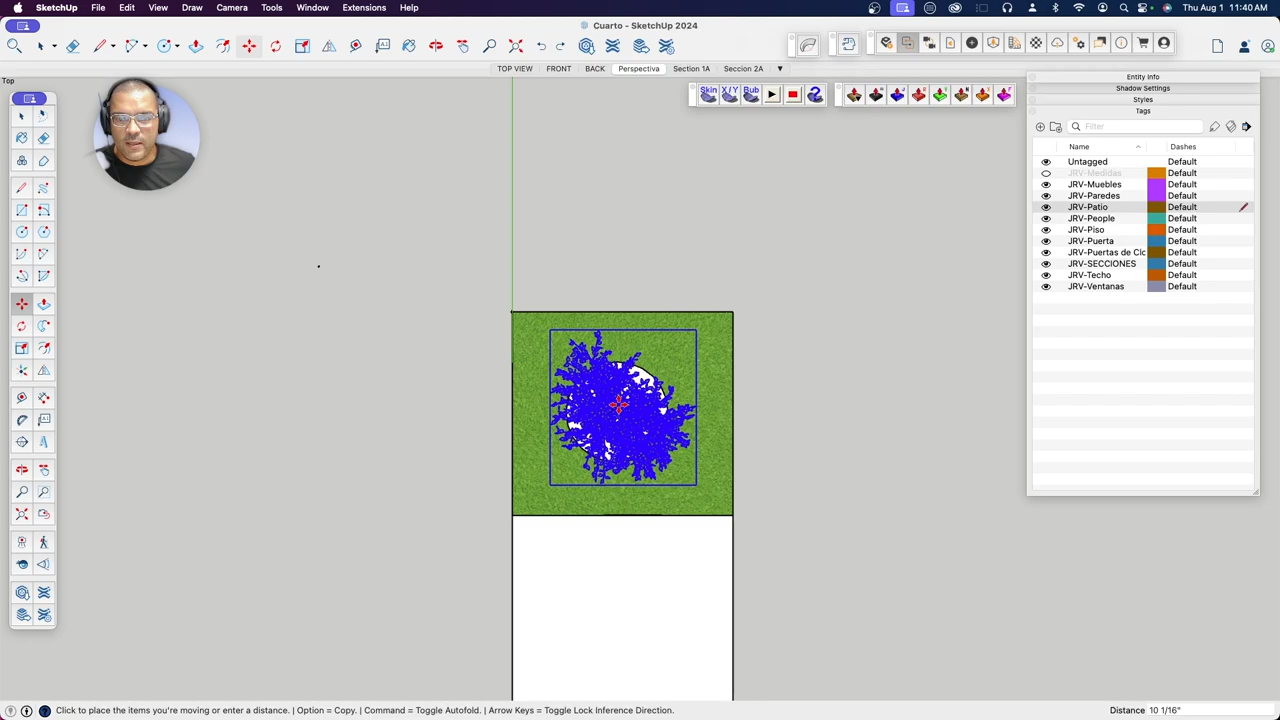 SketchUp File Edit View Draw Camera Tools Window Extensions Help
Thu Aug 1 11:40 AM
Cuarto - SketchUp 2024
TOP VIEW FRONT BACK Perspectiva Section 1A Seccion 2A
Top
Skin X/Y Bub
Entity Info
Shadow Settings
Styles
Tags
Filter
Name Dashes
Untagged Default
JRV-Medidas Default
JRV-Muebles Default
JRV-Paredes Default
JRV-Patio Default
JRV-People Default
JRV-Piso Default
JRV-Puerta Default
JRV-Puertas de Clc Default
JRV-SECCIONES Default
JRV-Techo Default
JRV-Ventanas Default
Click to place the items you're moving or enter a distance. | Option = Copy. | Command = Toggle Autofold. | Arrow Keys = Toggle Lock Inference Direction.
Distance 10 1/16"